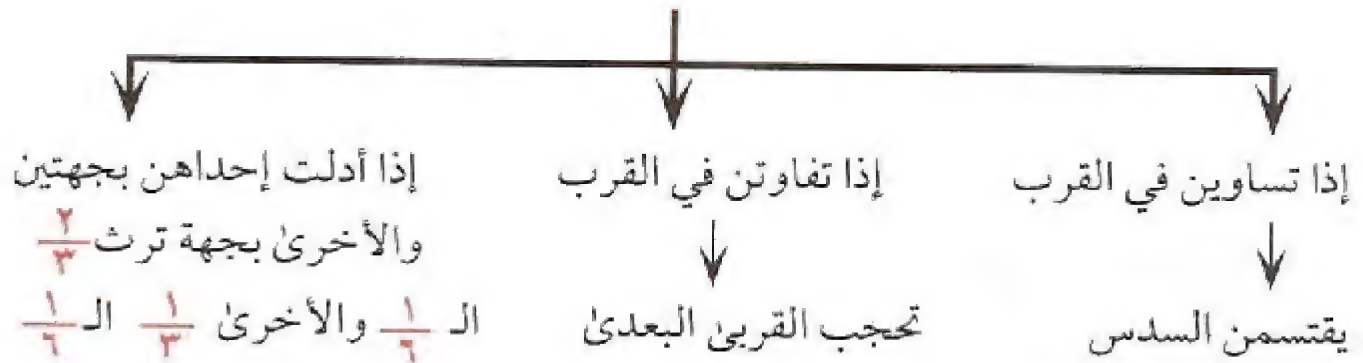 إذا تساوين في القرب
يقتسمن السدس
إذا تفاوتن في القرب
تحجب القربىٰ البعدىٰ
إذا أدلت إحداهن بجهتين
والأخرىٰ بجهة ترث ٢/٣
الـ ١/٦ والأخرىٰ ١/٣ الـ ١/٦